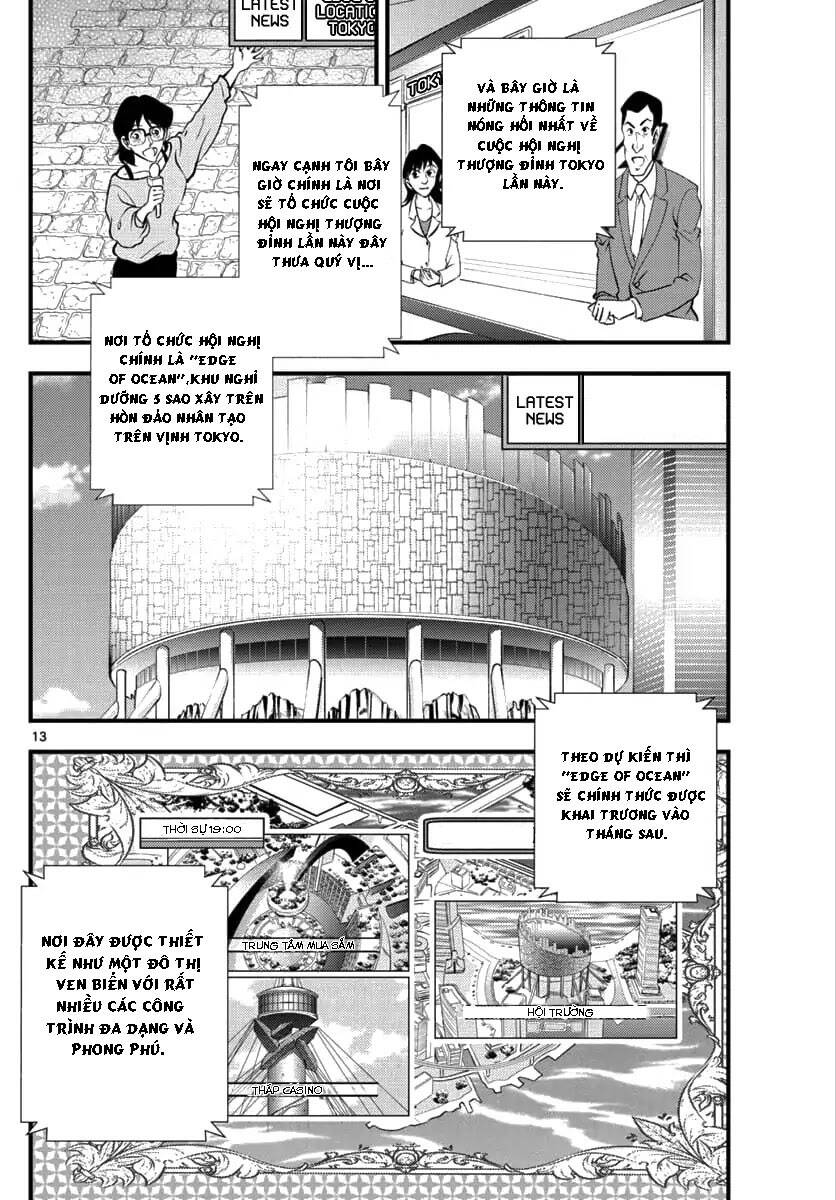 LATEST
NEWS
LOCATION
TOKYO
TOKY
VÀ BÂY GIỜ LÀ
NHỮNG THÔNG TIN
NÓNG HỔI NHẤT VỀ
CUỘC HỘI NGHỊ
THƯỢNG ĐỈNH TOKYO
LẦN NÀY.
NGAY CẠNH TÔI BÂY
GIỜ CHÍNH LÀ NƠI
SẼ TỔ CHỨC CUỘC
HỘI NGHỊ THƯỢNG
ĐỈNH LẦN NÀY ĐÂY
THƯA QUÝ VỊ...
NƠI TỔ CHỨC HỘI NGHỊ
CHÍNH LÀ "EDGE
OF OCEAN",KHU NGHỈ
DƯỠNG 5 SAO XÂY TRÊN
HÒN ĐẢO NHÂN TẠO
TRÊN VỊNH TOKYO.
LATEST
NEWS
13
THEO DỰ KIẾN THÌ
"EDGE OF OCEAN"
SẼ CHÍNH THỨC ĐƯỢC
KHAI TRƯƠNG VÀO
THÁNG SAU.
THỜI SỰ 19:00
NƠI ĐÂY ĐƯỢC THIẾT
KẾ NHƯ MỘT ĐÔ THỊ
VEN BIỂN VỚI RẤT
NHIỀU CÁC CÔNG
TRÌNH ĐA DẠNG VÀ
PHONG PHÚ.
TRUNG TÂM MUA SẮM
HỘI TRƯỜNG
THÁP CASINO